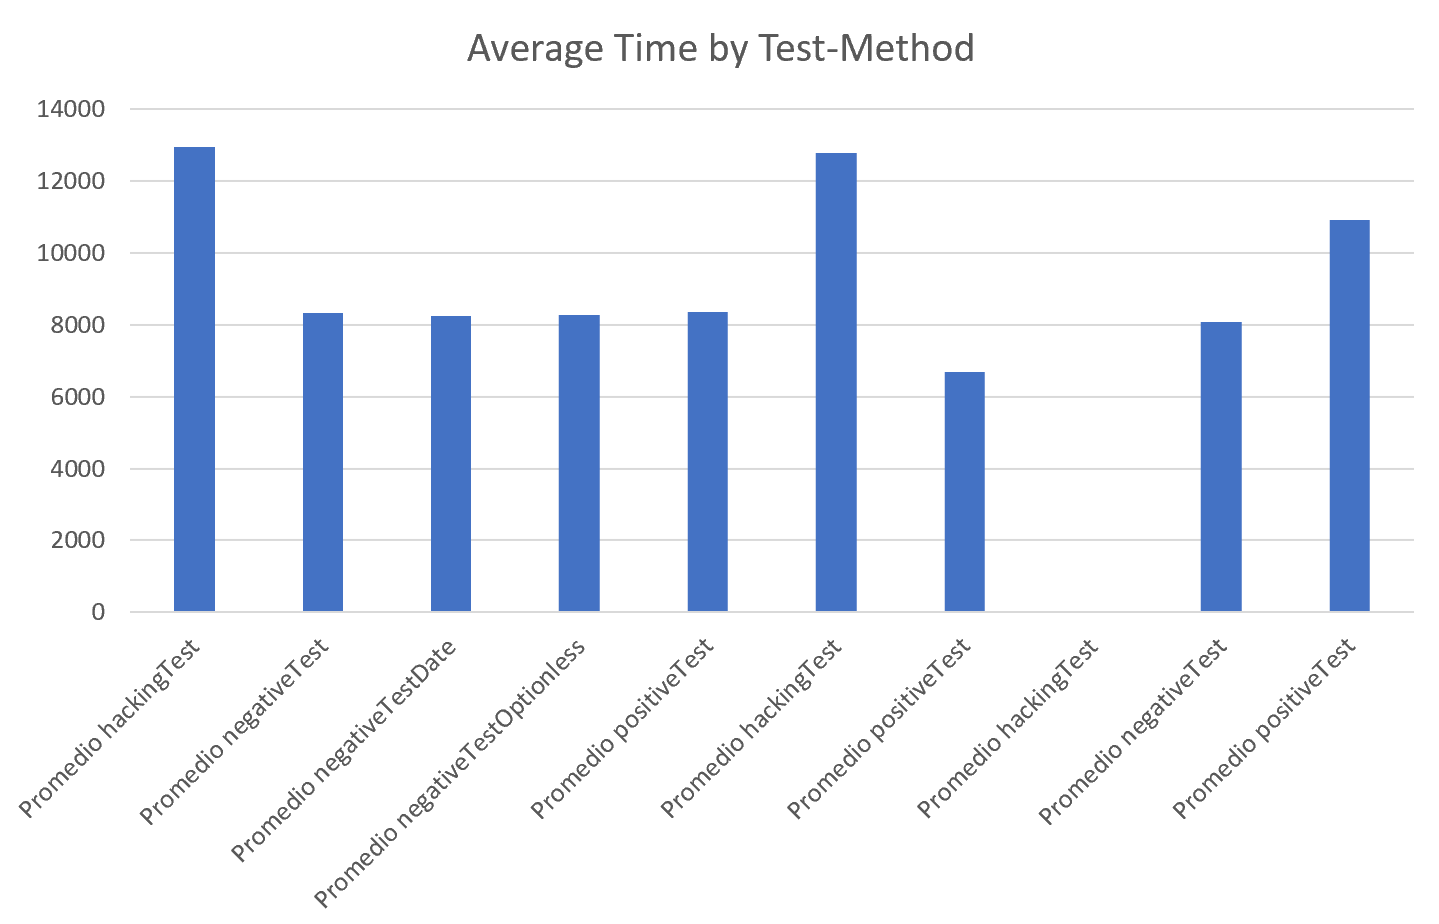 Average Time by Test-Method
14000
12000
10000
8000
6000
4000
2000
0
Promedio hackingTest
Promedio negativeTest
Promedio negativeTestDate
Promedio negativeTestOptionless
Promedio positiveTest
Promedio hackingTest
Promedio positiveTest
Promedio hackingTest
Promedio negativeTest
Promedio positiveTest